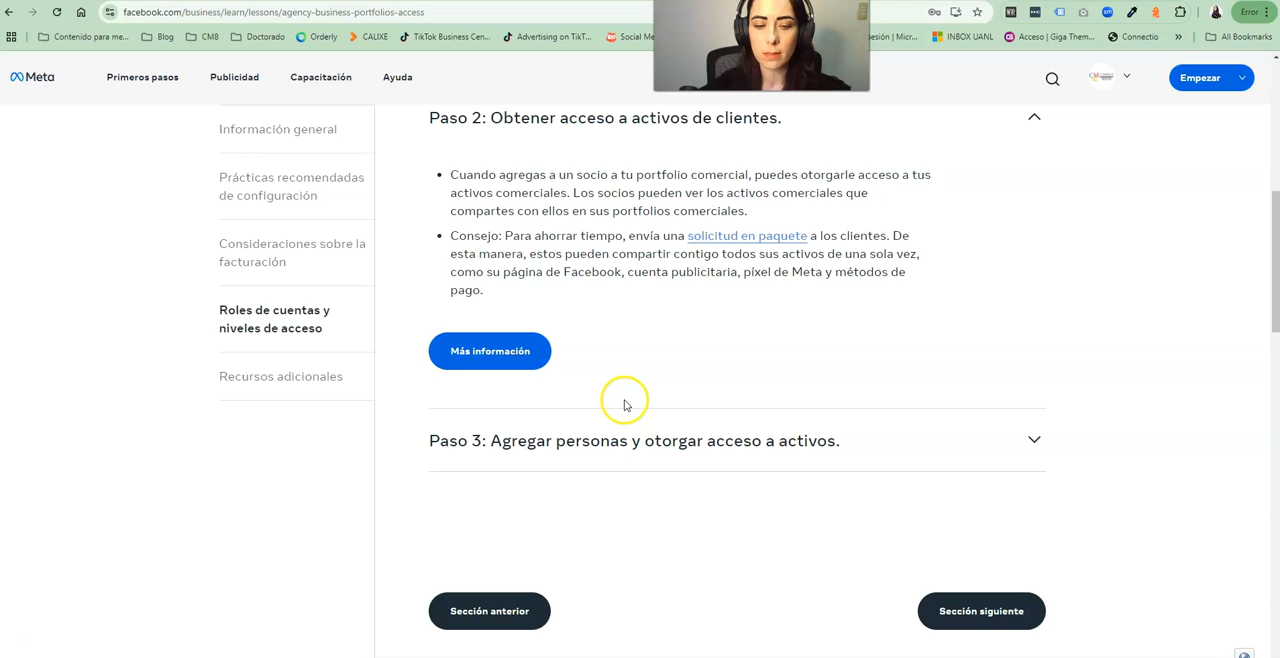 facebook.com/business/learn/lessons/agency-business-portfolios-access
Error
Contenido para me...
Blog
CM8
Doctorado
Orderly
CALIXE
TikTok Business Cen...
Advertising on TikT...
Social Me
esión | Micr...
INBOX UANL
Acceso | Giga Them...
Connectio
»
All Bookmarks
Meta
Primeros pasos
Publicidad
Capacitación
Ayuda
Empezar
Información general
Prácticas recomendadas
de configuración
Consideraciones sobre la
facturación
Roles de cuentas y
niveles de acceso
Recursos adicionales
Paso 2: Obtener acceso a activos de clientes.
• Cuando agregas a un socio a tu portfolio comercial, puedes otorgarle acceso a tus
activos comerciales. Los socios pueden ver los activos comerciales que
compartes con ellos en sus portfolios comerciales.
• Consejo: Para ahorrar tiempo, envía una solicitud en paquete a los clientes. De
esta manera, estos pueden compartir contigo todos sus activos de una sola vez,
como su página de Facebook, cuenta publicitaria, píxel de Meta y métodos de
pago.
Más información
Paso 3: Agregar personas y otorgar acceso a activos.
Sección anterior
Sección siguiente